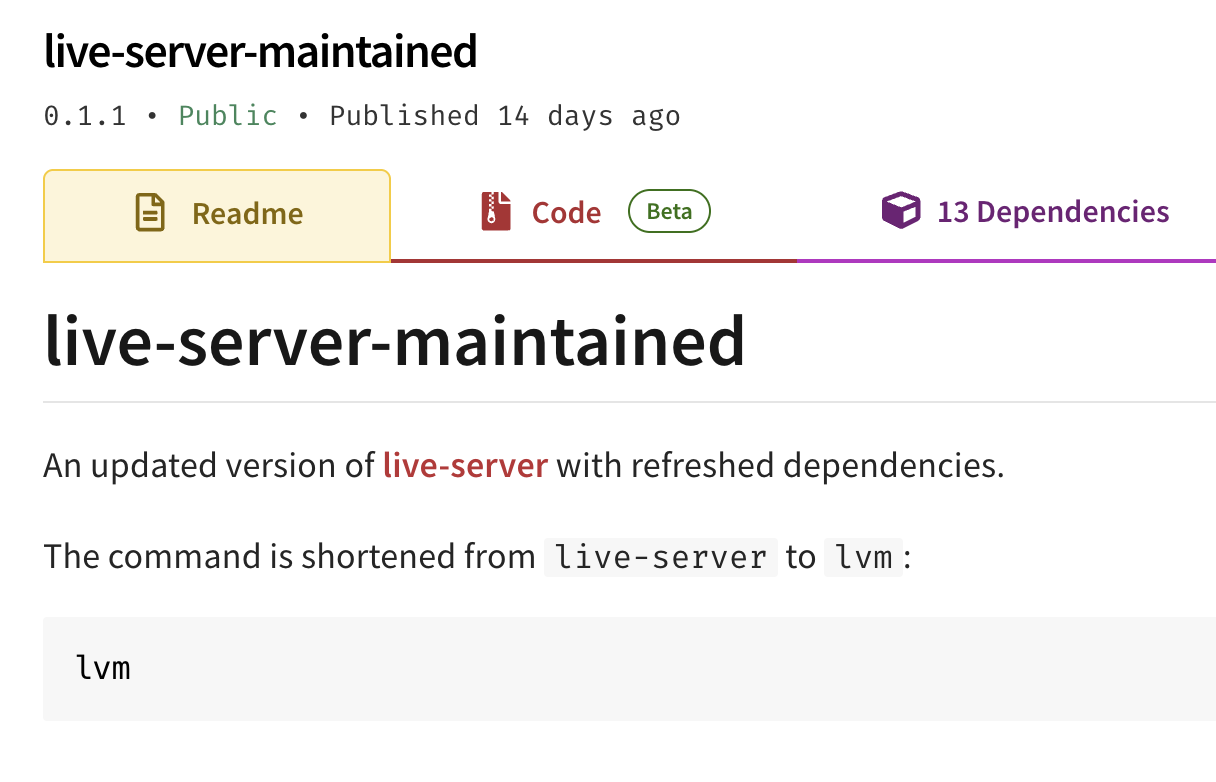 live-server-maintained
0.1.1 • Public • Published 14 days ago
Readme Code Beta 13 Dependencies
live-server-maintained
An updated version of live-server with refreshed dependencies.
The command is shortened from live-server to lvm:
lvm